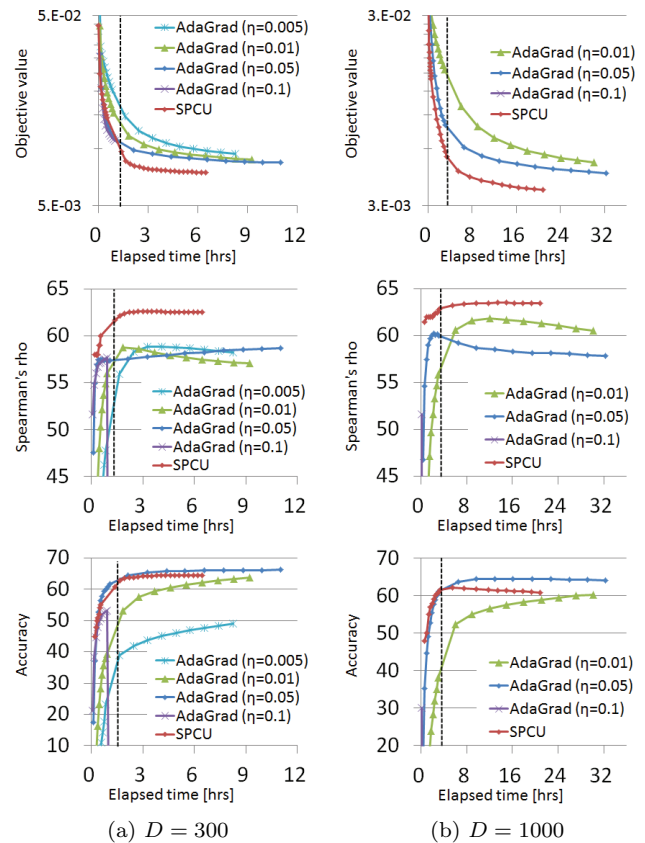 5.E-02
Objective value
5.E-03
AdaGrad (η=0.005)
AdaGrad (η=0.01)
AdaGrad (η=0.05)
AdaGrad (η=0.1)
SPCU
0 3 6 9 12
Elapsed time [hrs]
3.E-02
Objective value
3.E-03
AdaGrad (η=0.01)
AdaGrad (η=0.05)
AdaGrad (η=0.1)
SPCU
0 8 16 24 32
Elapsed time [hrs]
65
60
55
50
45
Spearman's rho
AdaGrad (η=0.005)
AdaGrad (η=0.01)
AdaGrad (η=0.05)
AdaGrad (η=0.1)
SPCU
0 3 6 9 12
Elapsed time [hrs]
65
60
55
50
45
Spearman's rho
AdaGrad (η=0.01)
AdaGrad (η=0.05)
AdaGrad (η=0.1)
SPCU
0 8 16 24 32
Elapsed time [hrs]
70
60
50
40
30
20
10
Accuracy
AdaGrad (η=0.005)
AdaGrad (η=0.01)
AdaGrad (η=0.05)
AdaGrad (η=0.1)
SPCU
0 3 6 9 12
Elapsed time [hrs]
70
60
50
40
30
20
Accuracy
AdaGrad (η=0.01)
AdaGrad (η=0.05)
AdaGrad (η=0.1)
SPCU
0 8 16 24 32
Elapsed time [hrs]
(a) D = 300
(b) D = 1000